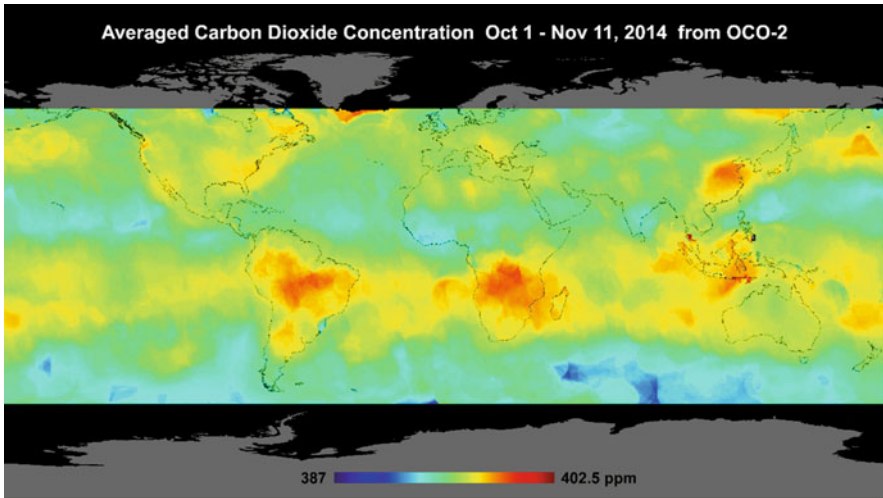 Averaged Carbon Dioxide Concentration Oct 1 - Nov 11, 2014 from OCO-2
387 402.5 ppm